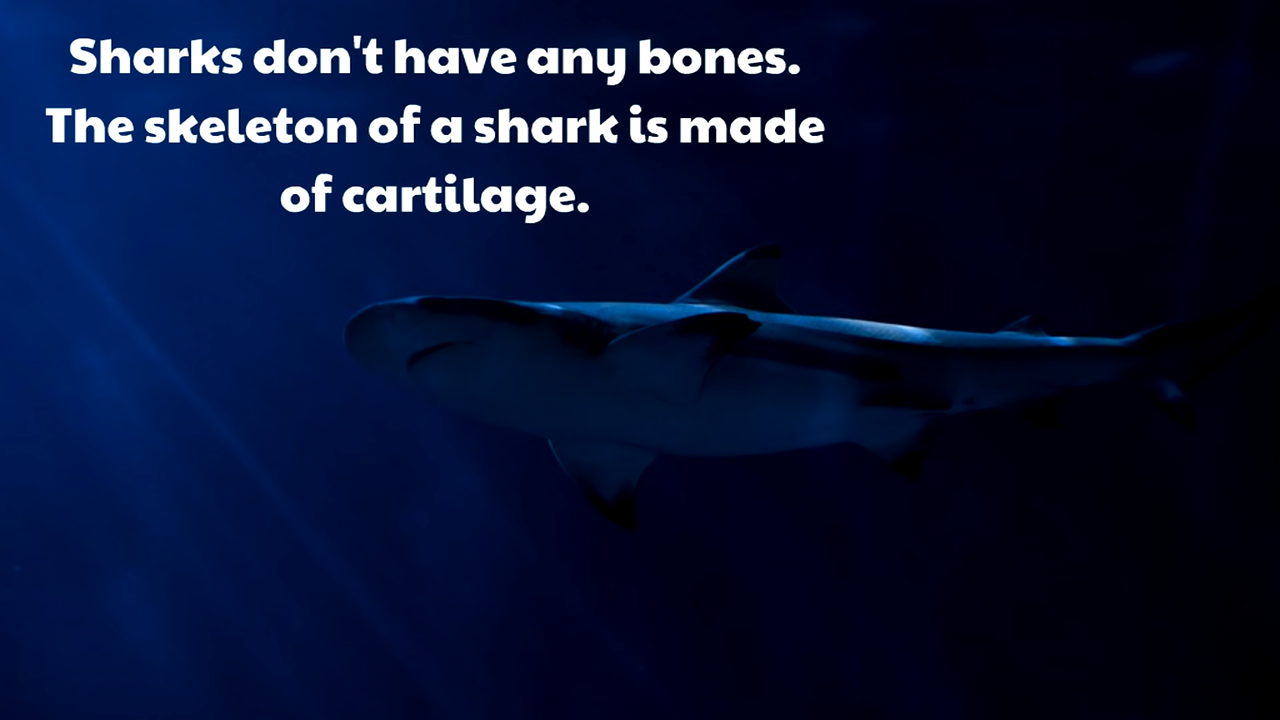 Sharks don't have any bones.
The skeleton of a shark is made
of cartilage.